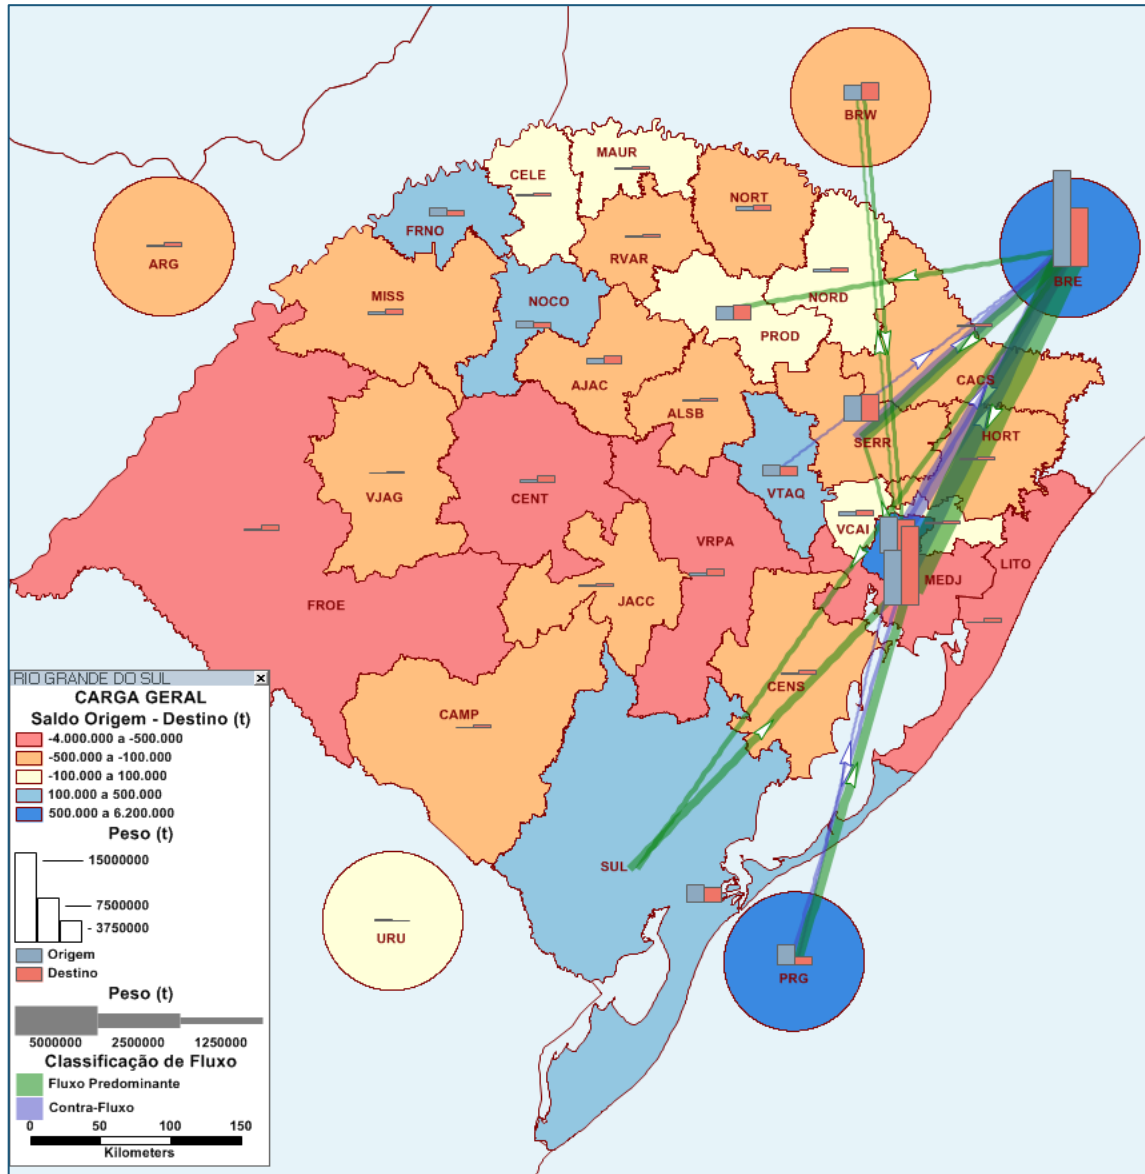 BRW
MAUR
CELE
NORT
FRNO
ARG
RVAR
BRE
MISS
NOCO
NORD
PROD
CACS
AJAC
ALSB
SERR
HORT
VJAG
CENT
VTAQ
VCAI
VRPA
LITO
MEDJ
FROE
JACC
CENS
CAMP
SUL
URU
PRG
RIO GRANDE DO SUL
CARGA GERAL
Saldo Origem - Destino (t)
-4.000.000 a -500.000
-500.000 a -100.000
-100.000 a 100.000
100.000 a 500.000
500.000 a 6.200.000
Peso (t)
15000000
7500000
3750000
Origem
Destino
Peso (t)
5000000 2500000 1250000
Classificação de Fluxo
Fluxo Predominante
Contra-Fluxo
0 50 100 150
Kilometers